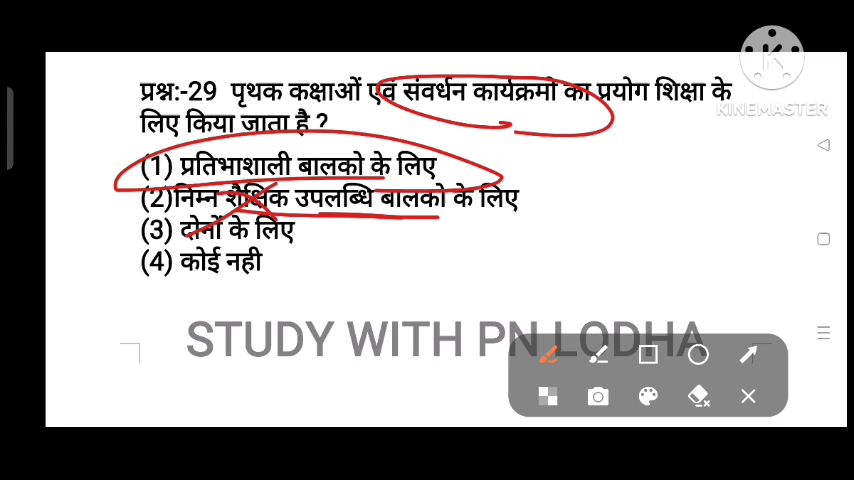 KINEMASTER
प्रश्न:-29 पृथक कक्षाओं एवं संवर्धन कार्यक्रमो का प्रयोग शिक्षा के
लिए किया जाता है ?
(1) प्रतिभाशाली बालको के लिए
(2)निम्न शैक्षिक उपलब्धि बालको के लिए
(3) दोनों के लिए
(4) कोई नही
STUDY WITH PN LODHA